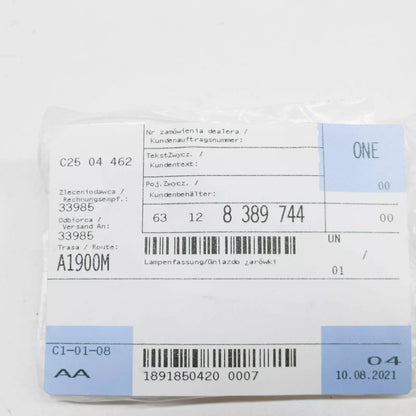 Nr zamówienia dealera /
Kundenauftragsnummer:
C25 04 462
TekstZwycz. /
Kundentext:
ONE
00
Poj.Zwycz. /
Kundenbehälter:
Zleceniodawca /
Rechnungsempf.:
33985
63 12 8 389 744
00
Odbiorca /
Versand An:
33985
Trasa / Route:
A1900M
Lampenfassung/Gniazdo żarówki
UN
/
01
C1-01-08
AA
1891850420 0007
04
10.08.2021